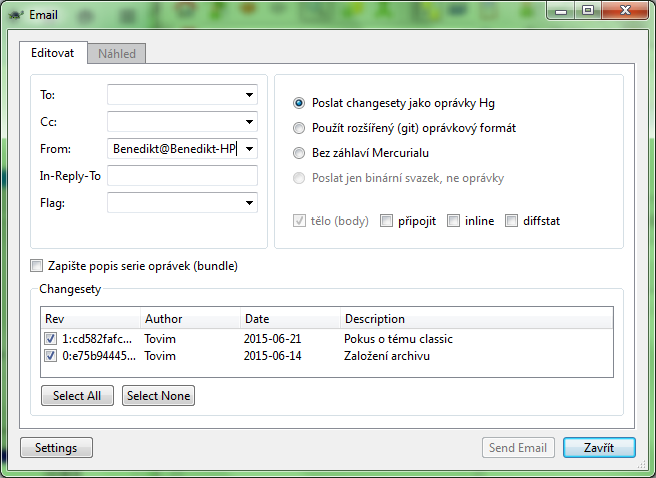 Email
Editovat
Náhled
To:
Cc:
From: Benedikt@Benedikt-HP
In-Reply-To
Flag:
Poslat changesety jako oprávky Hg
Použít rozšířený (git) oprávkový formát
Bez záhlaví Mercurialu
Poslat jen binární svazek, ne oprávky
tělo (body) připojit inline diffstat
Zapište popis serie oprávek (bundle)
Changesety
Rev Author Date Description
1:cd582fafc... Tovim 2015-06-21 Pokus o tému classic
0:e75b94445... Tovim 2015-06-14 Založení archivu
Select All Select None
Settings Send Email Zavřít